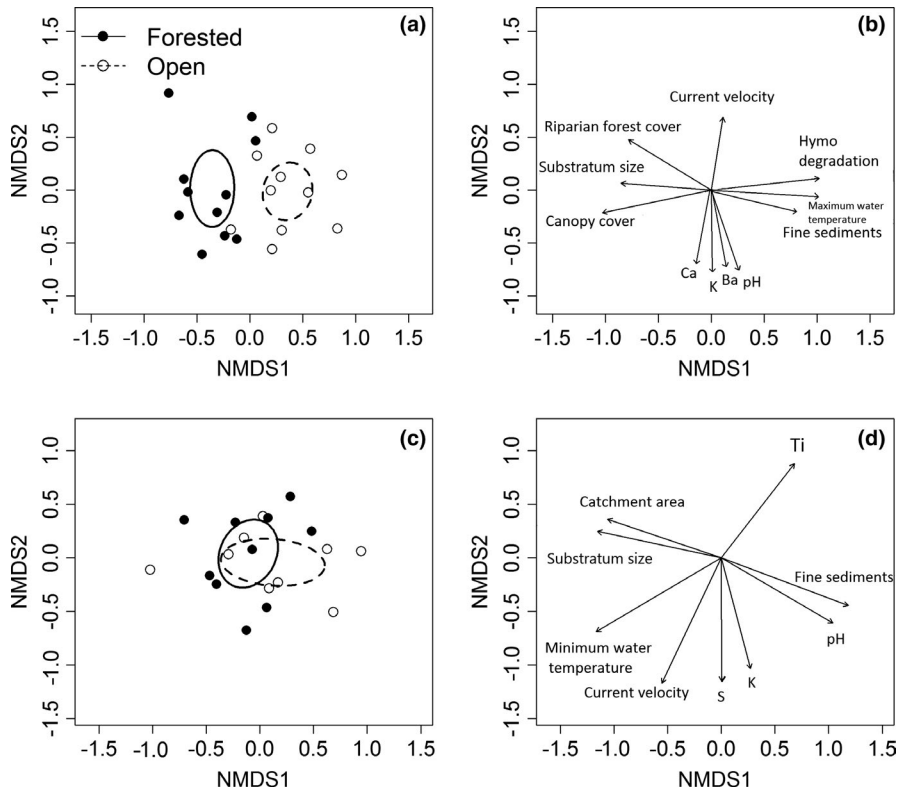 (a)
Forested
Open
NMDS2
1.5
1.0
0.5
0.0
-0.5
-1.0
-1.5 -1.0 -0.5 0.0 0.5 1.0 1.5
NMDS1
(b)
NMDS2
1.5
1.0
0.5
0.0
-0.5
-1.0
Current velocity
Riparian forest cover
Hymo
degradation
Substratum size
Maximum water
temperature
Canopy cover
Fine sediments
Ca
K
Ba
pH
-1.5 -1.0 -0.5 0.0 0.5 1.0 1.5
NMDS1
(c)
NMDS2
1.0
0.5
0.0
-0.5
-1.0
-1.5
-1.5 -1.0 -0.5 0.0 0.5 1.0 1.5
NMDS1
(d)
NMDS2
1.0
0.5
0.0
-0.5
-1.0
-1.5
Ti
Catchment area
Substratum size
Fine sediments
pH
Minimum water
temperature
Current velocity
S
K
-1.5 -1.0 -0.5 0.0 0.5 1.0 1.5
NMDS1